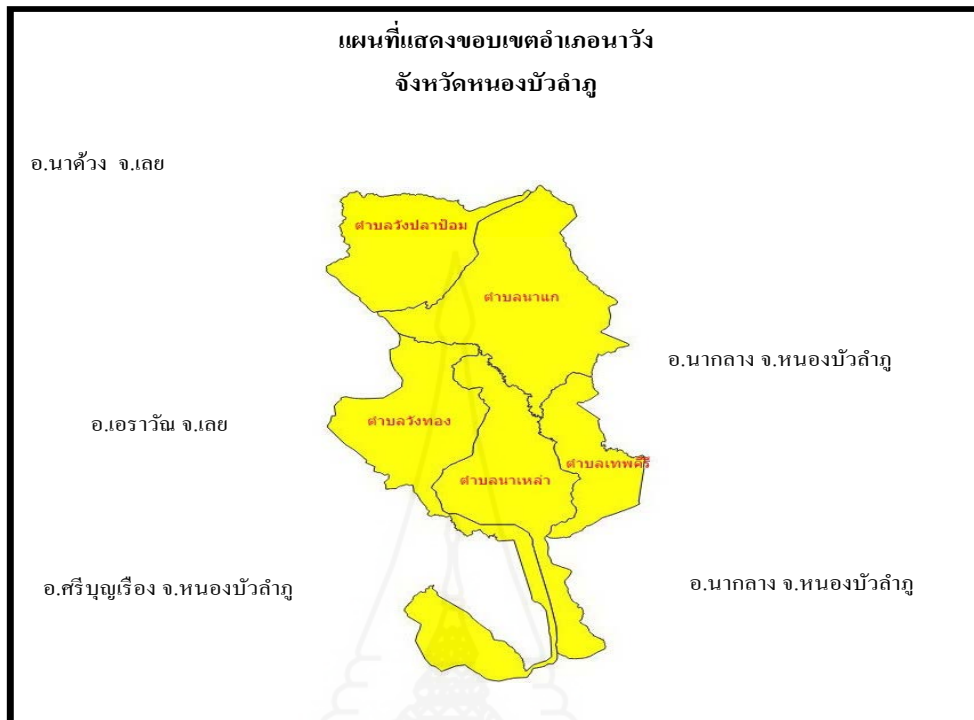 แผนที่แสดงขอบเขตอำเภอนาวัง
จังหวัดหนองบัวลำภู
อ.นาด้วง จ.เลย
ตำบลวังปลาป้อม
ตำบลนาแก
อ.นากลาง จ.หนองบัวลำภู
อ.เอราวัณ จ.เลย
ตำบลวังทอง
ตำบลเทพคีรี
ตำบลนาเหล่า
อ.ศรีบุญเรือง จ.หนองบัวลำภู
อ.นากลาง จ.หนองบัวลำภู